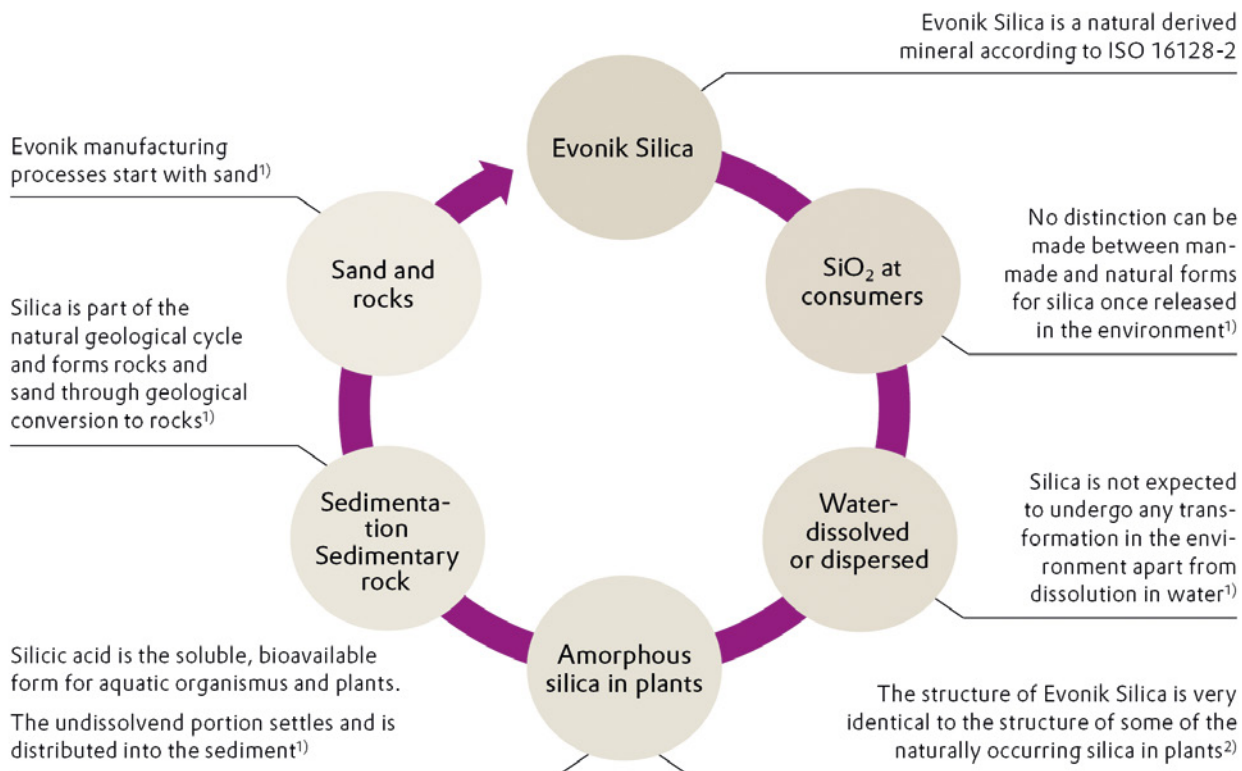 Evonik Silica is a natural derived
mineral according to ISO 16128-2
Evonik Silica
Evonik manufacturing
processes start with sand¹⁾
Sand and
rocks
SiO₂ at
consumers
No distinction can be
made between man-
made and natural forms
for silica once released
in the environment¹⁾
Silica is part of the
natural geological cycle
and forms rocks and
sand through geological
conversion to rocks¹⁾
Sedimenta-
tion
Sedimentary
rock
Water-
dissolved
or dispersed
Silica is not expected
to undergo any trans-
formation in the envi-
ronment apart from
dissolution in water¹⁾
Amorphous
silica in plants
Silicic acid is the soluble, bioavailable
form for aquatic organismus and plants.
The undissolvend portion settles and is
distributed into the sediment¹⁾
The structure of Evonik Silica is very
identical to the structure of some of the
naturally occurring silica in plants²⁾